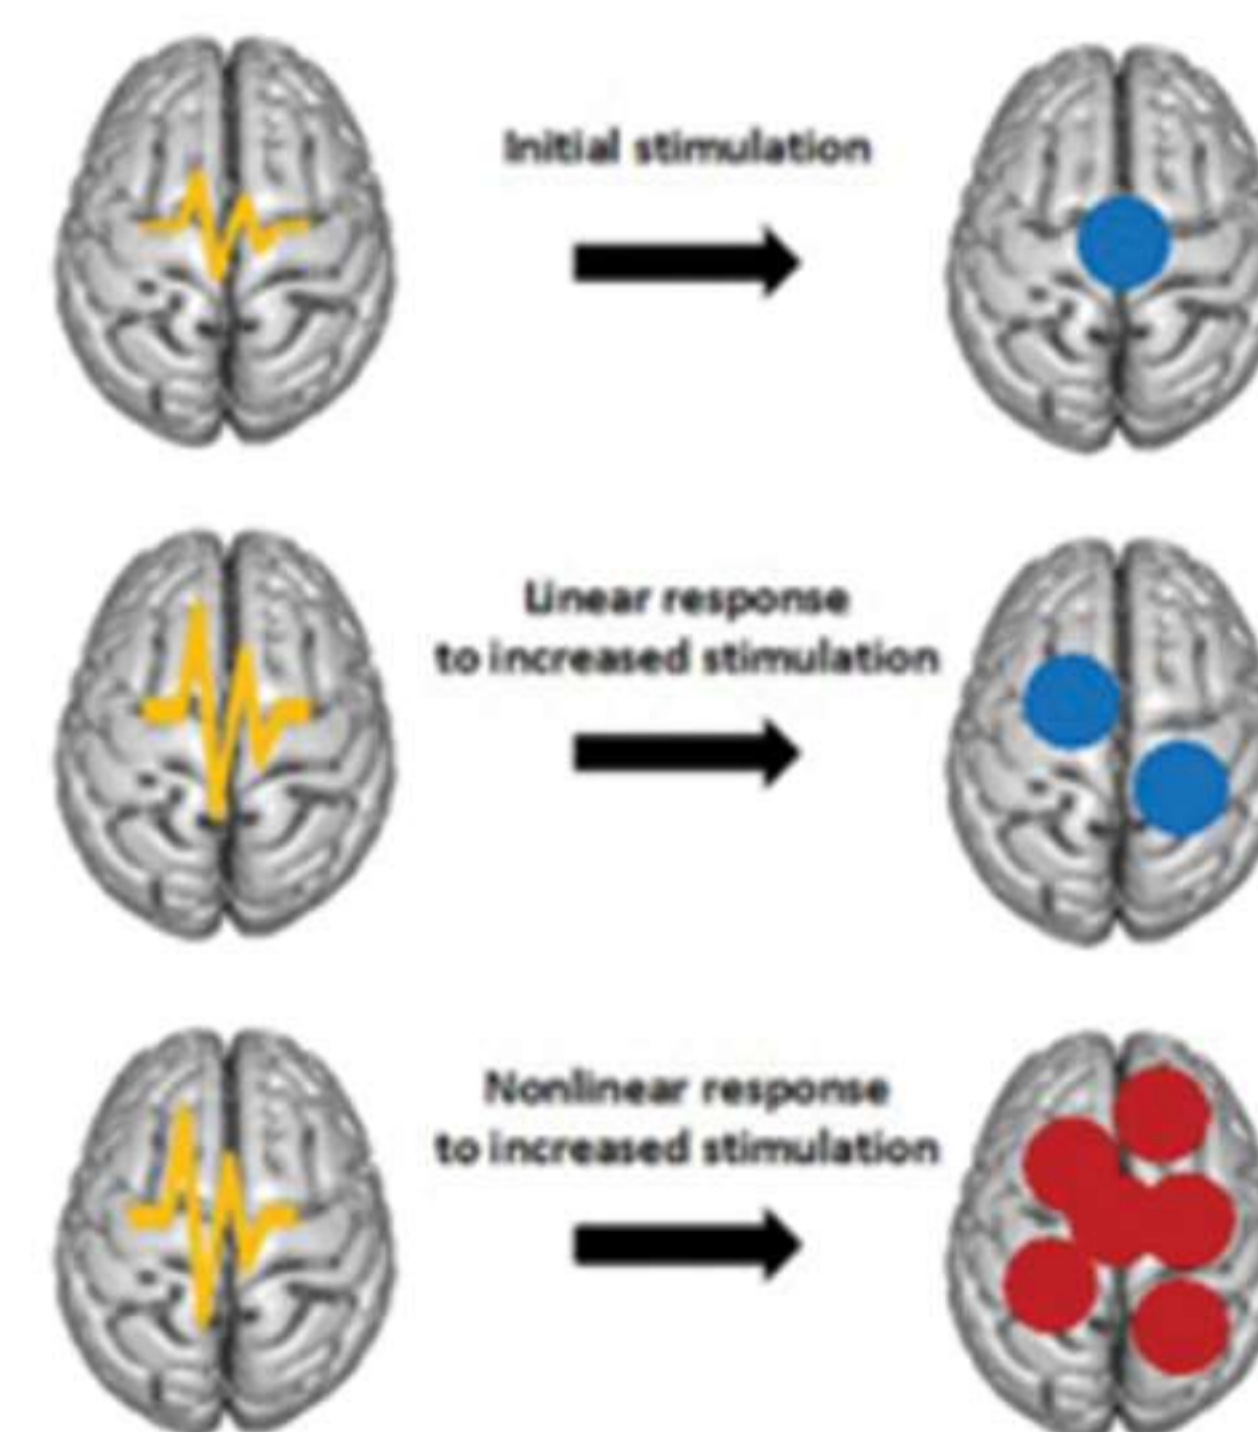 Initial stimulation
Linear response
to increased stimulation
Nonlinear response
to increased stimulation